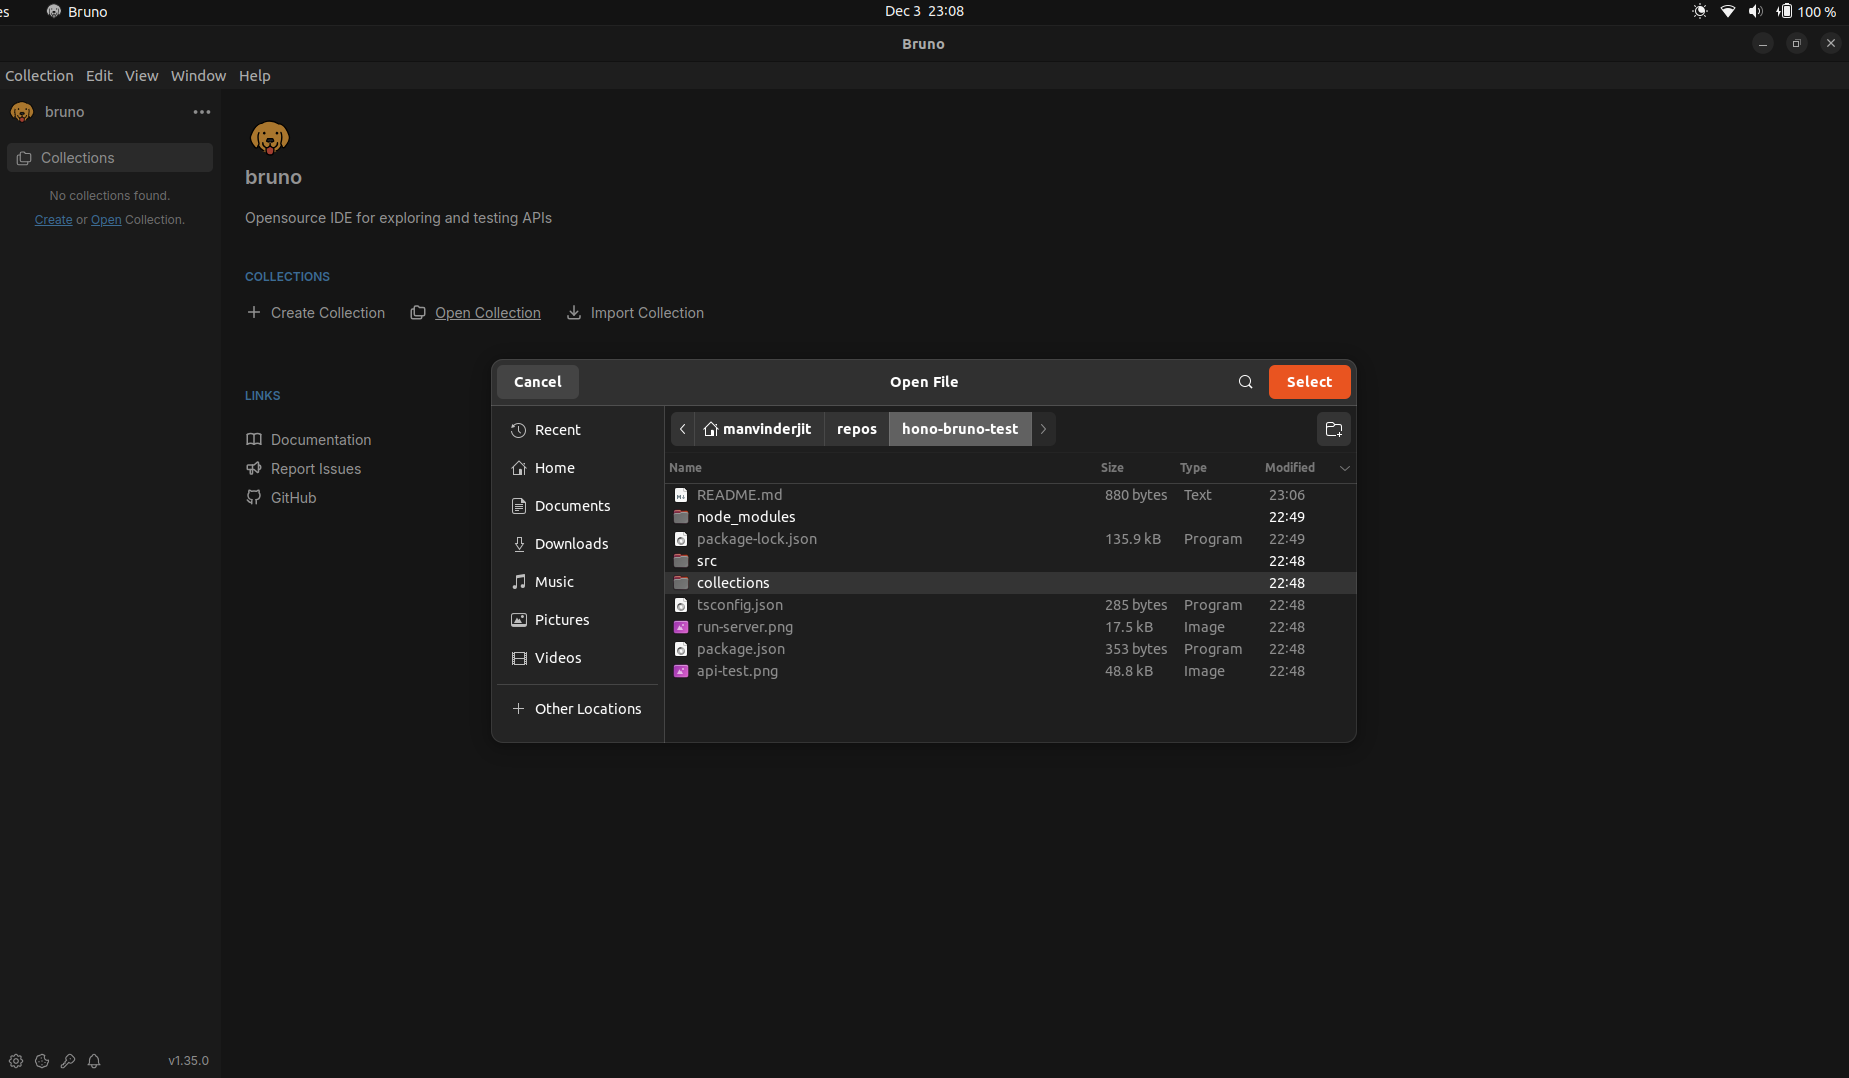 es Bruno Dec 3 23:08 100 %
Bruno
Collection Edit View Window Help
bruno
Collections
No collections found.
Create or Open Collection.
bruno
Opensource IDE for exploring and testing APIs
COLLECTIONS
Create Collection Open Collection Import Collection
LINKS
Documentation
Report Issues
GitHub
Cancel Open File Select
Recent
Home
Documents
Downloads
Music
Pictures
Videos
Other Locations
manvinderjit repos hono-bruno-test
Name Size Type Modified
README.md 880 bytes Text 23:06
node_modules 22:49
package-lock.json 135.9 kB Program 22:49
src 22:48
collections 22:48
tsconfig.json 285 bytes Program 22:48
run-server.png 17.5 kB Image 22:48
package.json 353 bytes Program 22:48
api-test.png 48.8 kB Image 22:48
v1.35.0